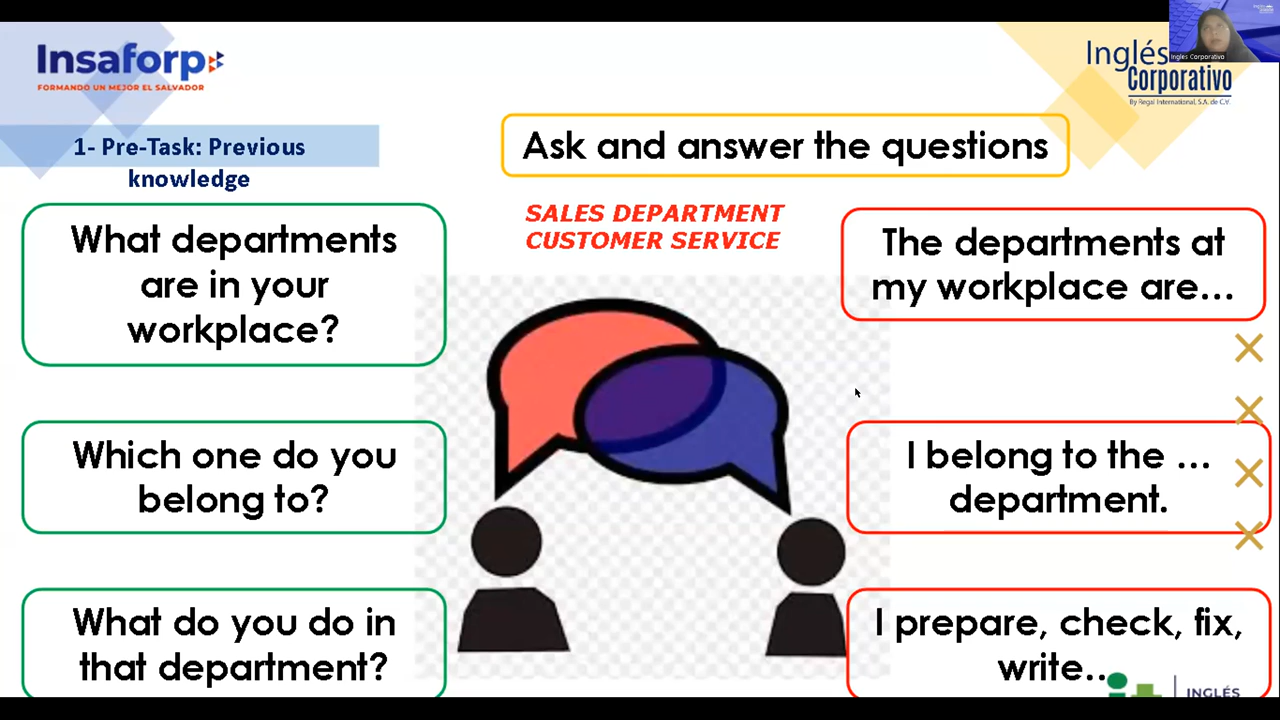 Insaforp
FORMANDO UN MEJOR EL SALVADOR
Inglés
Corporativo
By Regal International, S.A. de C.V.
Ingles Corporativo
1- Pre-Task: Previous
knowledge
Ask and answer the questions
SALES DEPARTMENT
CUSTOMER SERVICE
What departments
are in your
workplace?
The departments at
my workplace are...
Which one do you
belong to?
I belong to the ...
department.
What do you do in
that department?
I prepare, check, fix,
write..
INGLÉS